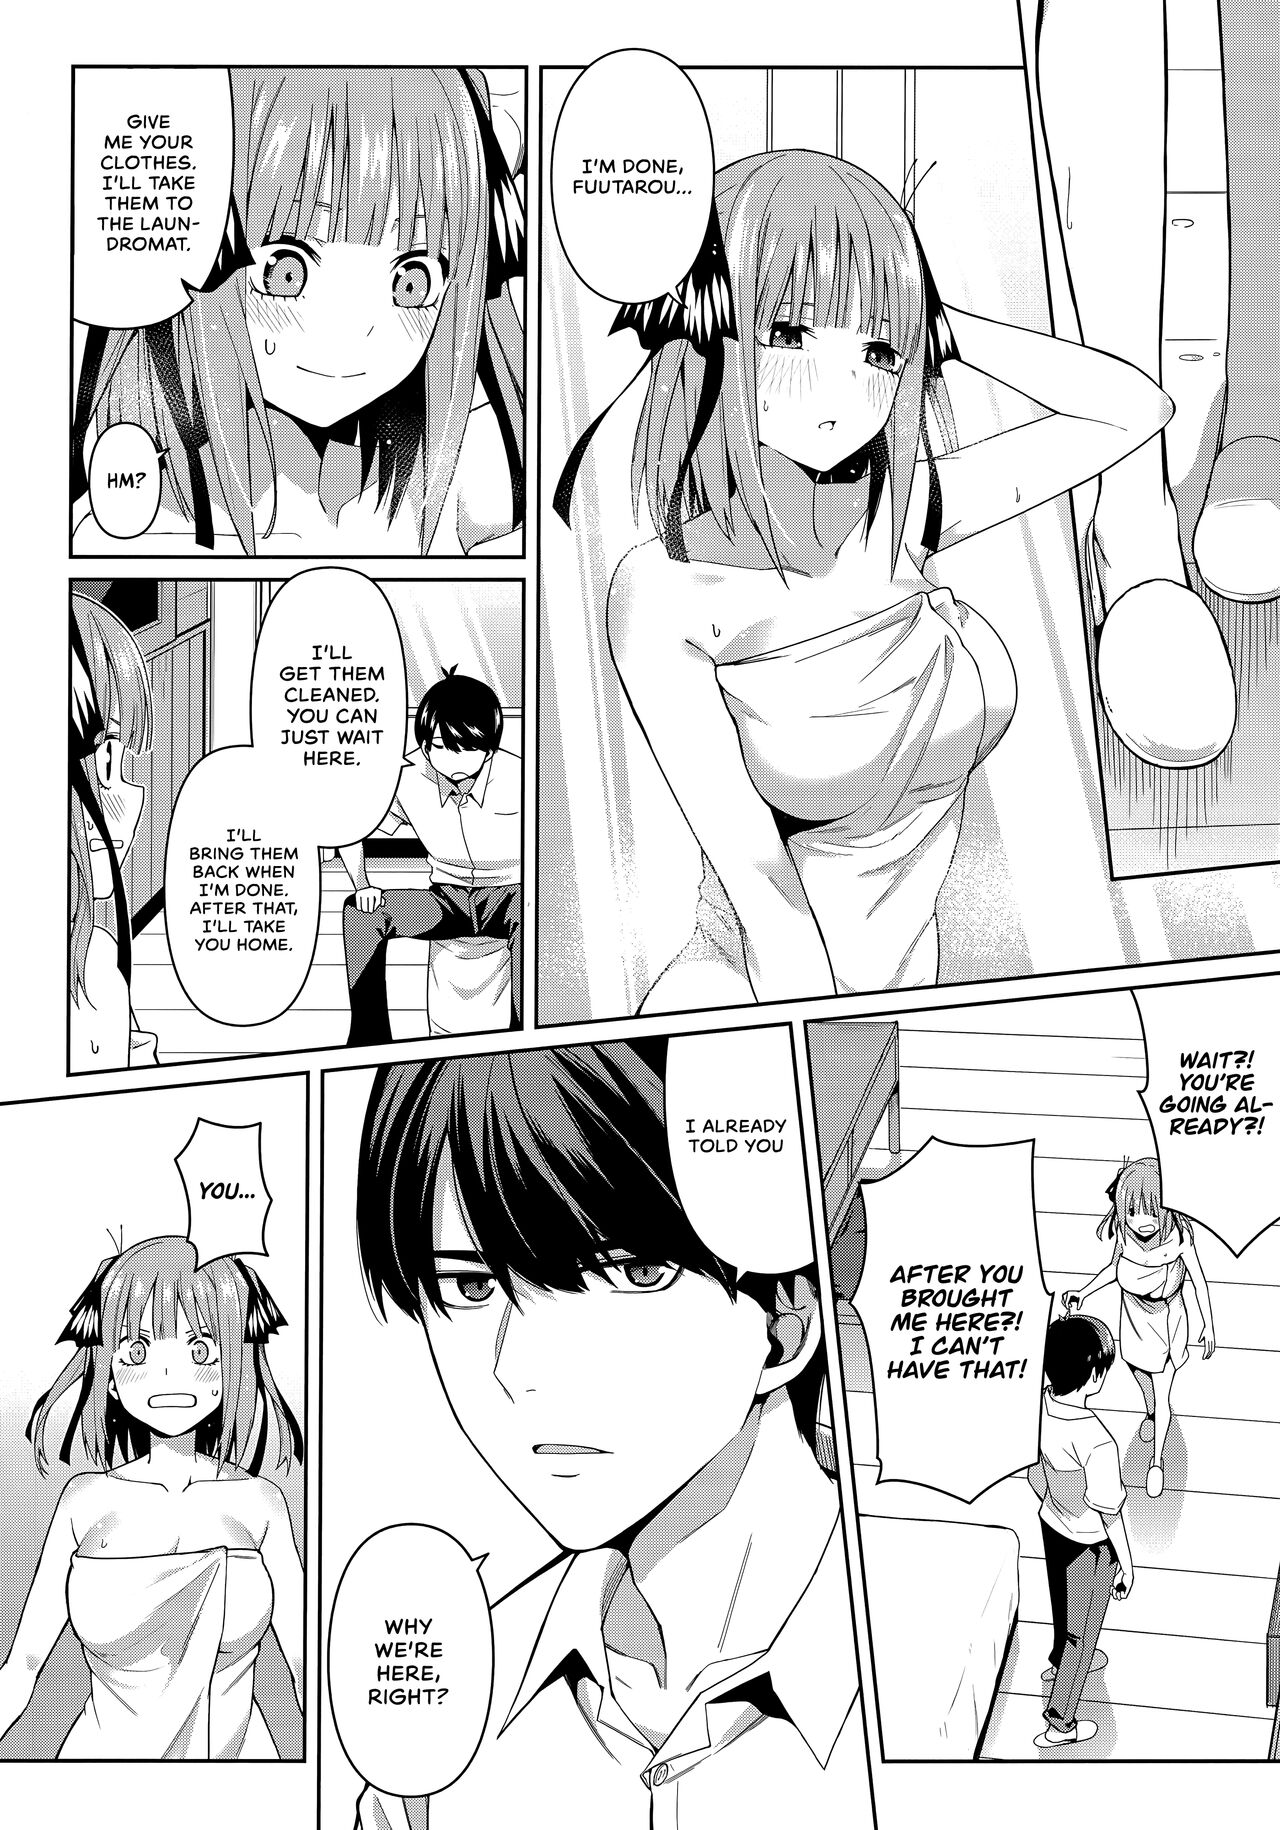 I'M DONE,
FUUTAROU...
GIVE
ME YOUR
CLOTHES.
I'LL TAKE
THEM TO
THE LAUN-
DROMAT.
HM?
I'LL
GET THEM
CLEANED.
YOU CAN
JUST WAIT
HERE.
I'LL
BRING THEM
BACK WHEN
I'M DONE.
AFTER THAT,
I'LL TAKE
YOU HOME.
WAIT?!
YOU'RE
GOING AL-
READY?!
AFTER YOU
BROUGHT
ME HERE?!
I CAN'T
HAVE THAT!
I ALREADY
TOLD YOU
WHY
WE'RE
HERE,
RIGHT?
YOU...